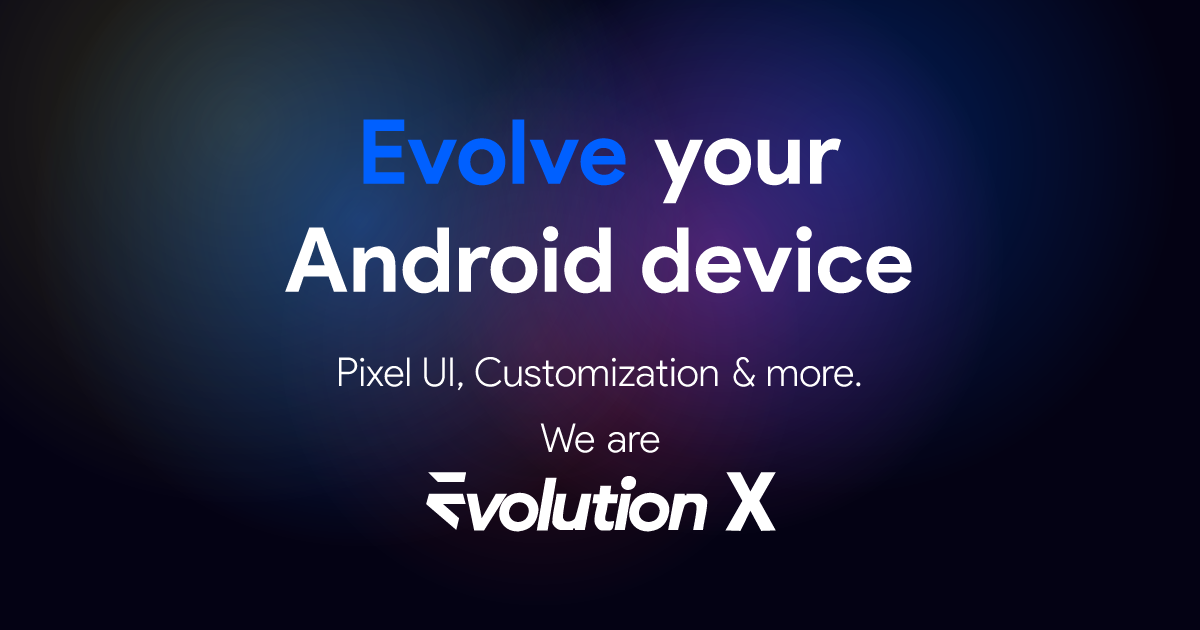 Evolve your
Android device
Pixel UI, Customization & more.
We are
Evolution X